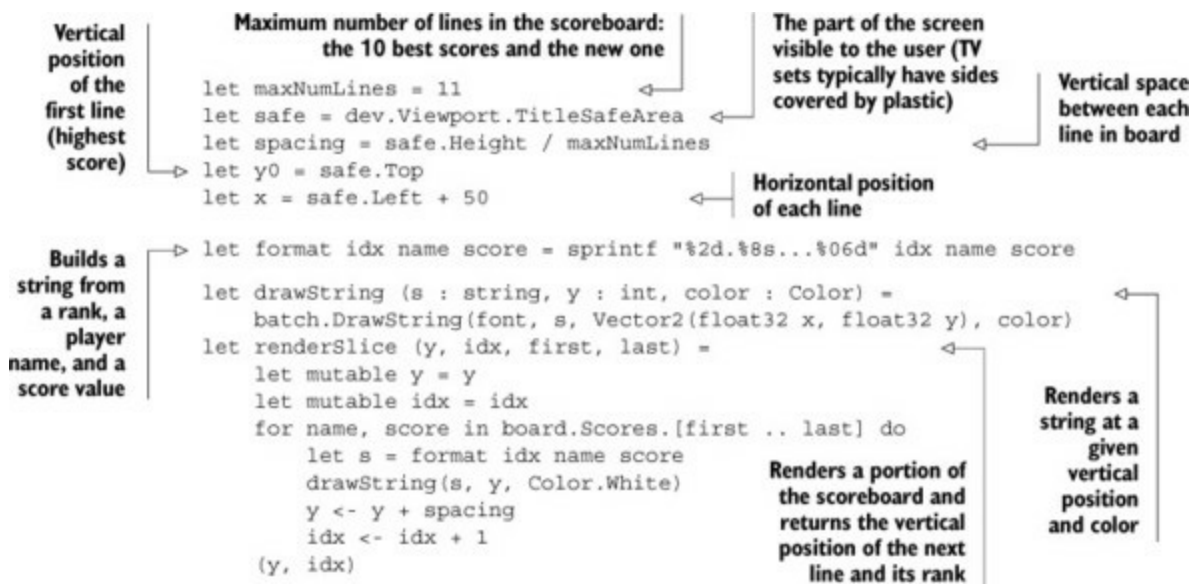 Maximum number of lines in the scoreboard:
the 10 best scores and the new one
The part of the screen
visible to the user (TV
sets typically have sides
covered by plastic)
Vertical
position
of the
first line
(highest
score)
Vertical space
between each
line in board
let maxNumLines = 11
let safe = dev.Viewport.TitleSafeArea
let spacing = safe.Height / maxNumLines
let y0 = safe.Top
let x = safe.Left + 50
Horizontal position
of each line
Builds a
string from
a rank, a
player
name, and a
score value
let format idx name score = sprintf "%2d.%8s...%06d" idx name score
let drawString (s : string, y : int, color : Color) =
    batch.DrawString(font, s, Vector2(float32 x, float32 y), color)
let renderSlice (y, idx, first, last) =
    let mutable y = y
    let mutable idx = idx
    for name, score in board.Scores.[first .. last] do
        let s = format idx name score
        drawString(s, y, Color.White)
        y <- y + spacing
        idx <- idx + 1
    (y, idx)
Renders a
string at a
given
vertical
position
and color
Renders a portion of
the scoreboard and
returns the vertical
position of the next
line and its rank